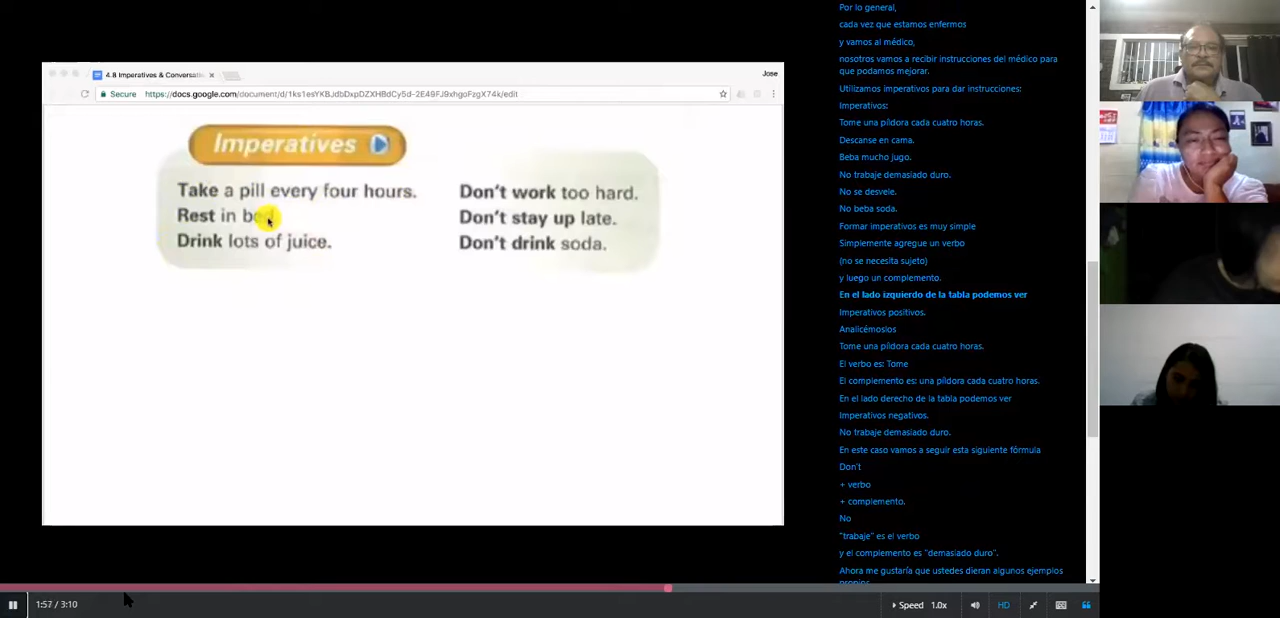 4.8 Imperatives & Conversati
Jose
Secure
https://docs.google.com/document/d/1ks1esYKBJdbDxpDZXH8dCy5d-2E49FJ9xhgoFzgX74k/edit
Imperatives
Take a pill every four hours.
Rest in bed
Drink lots of juice.
Don't work too hard.
Don't stay up late.
Don't drink soda.
Por lo general,
cada vez que estamos enfermos
y vamos al médico,
nosotros vamos a recibir instrucciones del médico para
que podamos mejorar.
Utilizamos imperativos para dar instrucciones:
Imperativos:
Tome una píldora cada cuatro horas.
Descanse en cama.
Beba mucho jugo.
No trabaje demasiado duro.
No se desvele.
No beba soda.
Formar imperativos es muy simple
Simplemente agregue un verbo
(no se necesita sujeto)
y luego un complemento.
En el lado izquierdo de la tabla podemos ver
Imperativos positivos.
Analicémoslos
Tome una píldora cada cuatro horas.
El verbo es: Tome
El complemento es: una píldora cada cuatro horas.
En el lado derecho de la tabla podemos ver
Imperativos negativos.
No trabaje demasiado duro.
En este caso vamos a seguir esta siguiente fórmula
Don't
+ verbo
+ complemento.
No
"trabaje" es el verbo
y el complemento es "demasiado duro".
Ahora me gustaría que ustedes dieran algunos ejemplos
propios
1:57 / 3:10
Speed 1.0x
HD